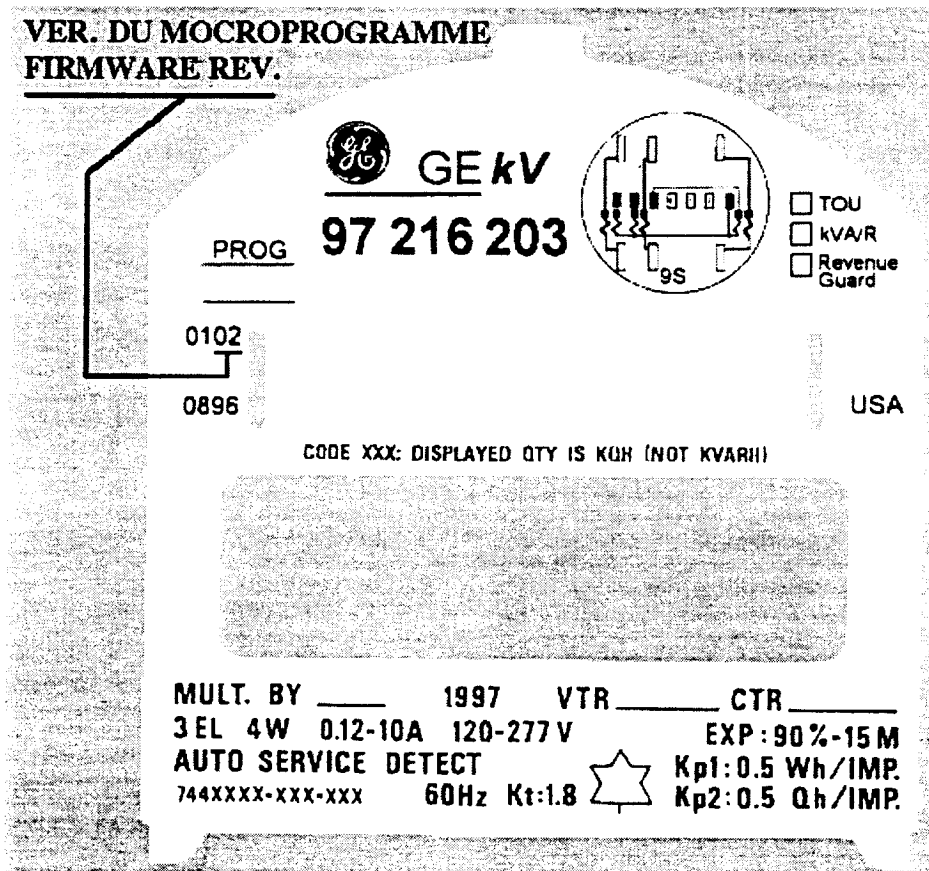 VER. DU MOCROPROGRAMME
FIRMWARE REV.
GE kV
97 216 203
PROG
9S
TOU
kVA/R
Revenue
Guard
0102
0896
USA
CODE XXX: DISPLAYED QTY IS KQH (NOT KVARH)
MULT. BY ____ 1997 VTR ____ CTR ____
3 EL 4W 0.12-10A 120-277 V EXP : 90 %-15 M
AUTO SERVICE DETECT Kp1: 0.5 Wh/IMP.
744XXXX-XXX-XXX 60Hz Kt:1.8 Kp2: 0.5 Qh/IMP.